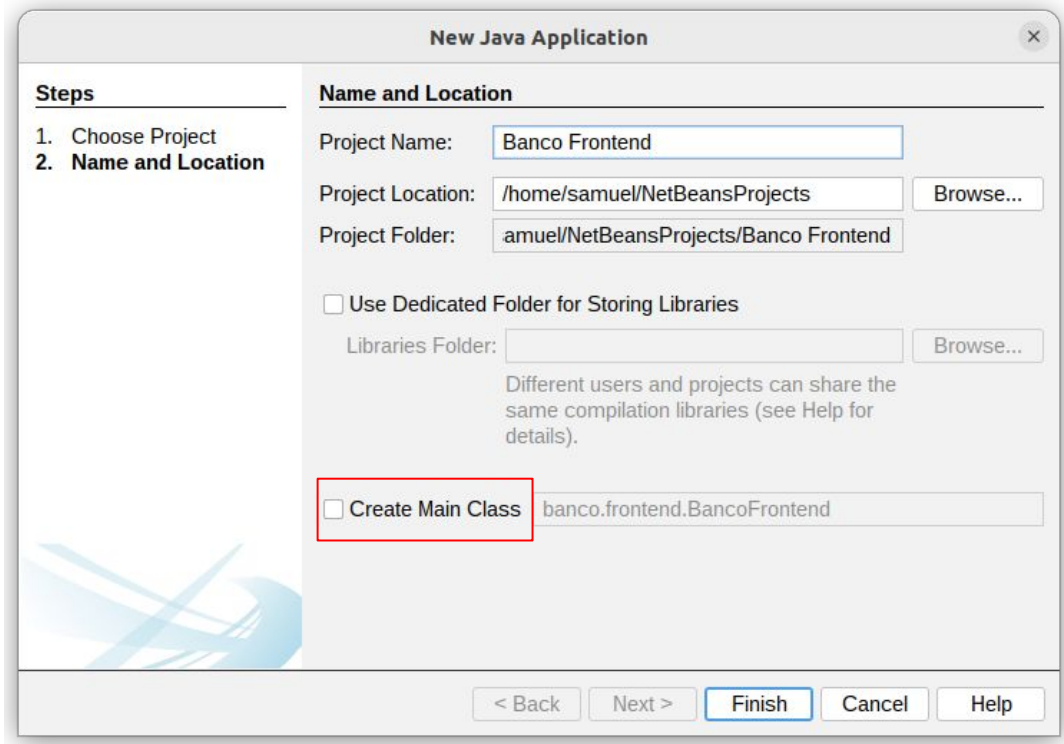 New Java Application
Steps
1. Choose Project
2. Name and Location
Name and Location
Project Name: Banco Frontend
Project Location: /home/samuel/NetBeansProjects Browse...
Project Folder: amuel/NetBeansProjects/Banco Frontend
Use Dedicated Folder for Storing Libraries
Libraries Folder: Browse...
Different users and projects can share the
same compilation libraries (see Help for
details).
Create Main Class banco.frontend.BancoFrontend
< Back Next > Finish Cancel Help